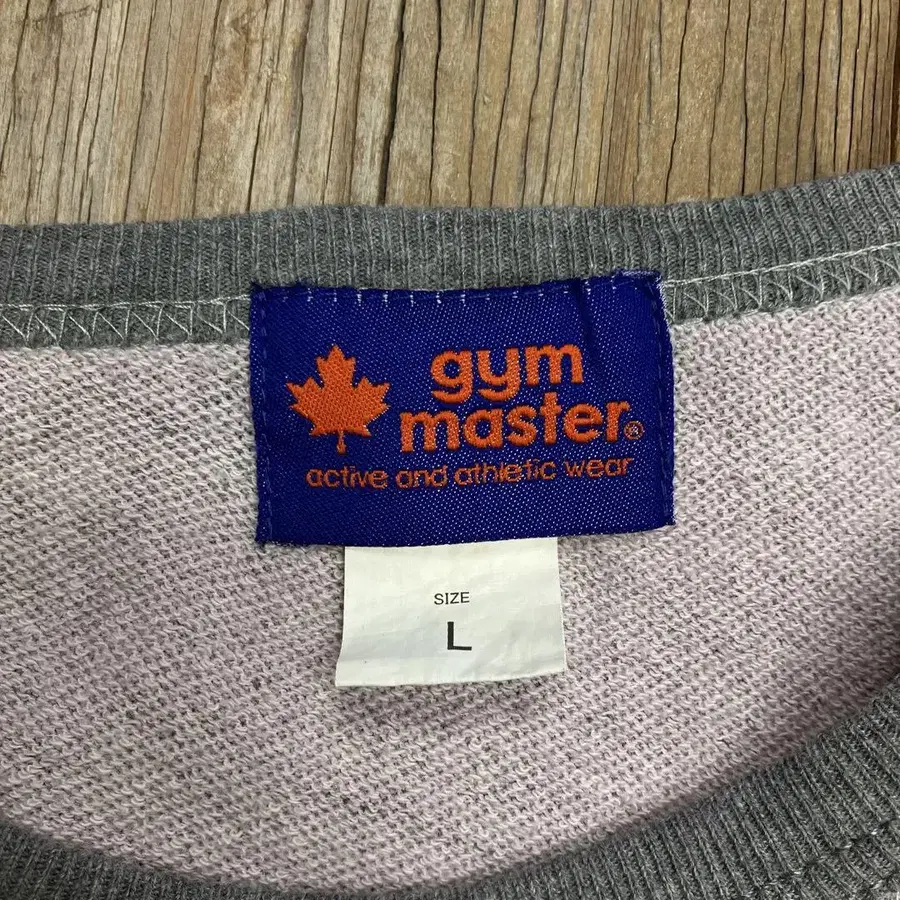 gym
master®
active and athletic wear
SIZE
L